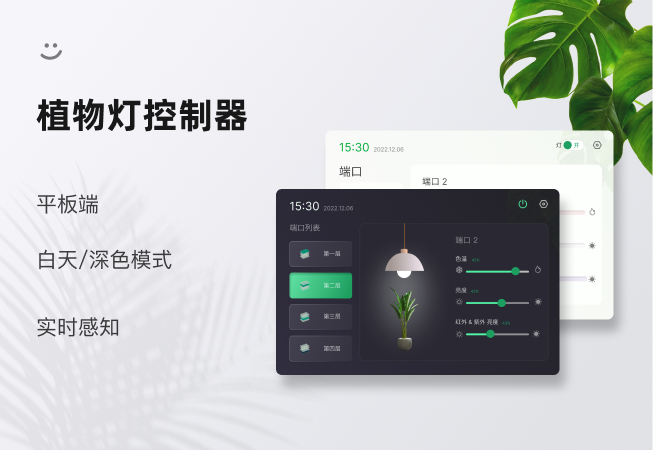 植物灯控制器
平板端
白天/深色模式
实时感知
15:30 2022.12.06
灯 开
端口
端口 2
15:30 2022.12.06
端口列表
第一层
第二层
第三层
第四层
端口 2
色温
亮度
红外 & 紫外 亮度